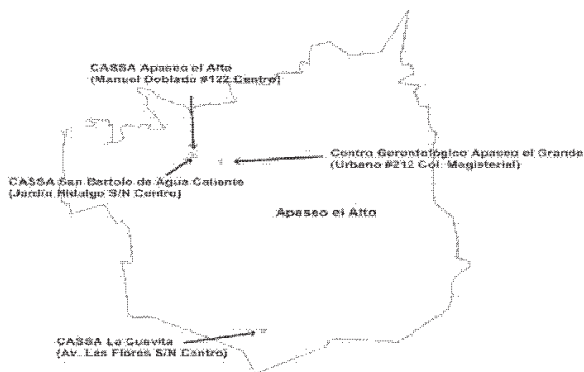 CASSA Apaseo el Alto
(Manuel Doblado #122 Centro)
Centro Gerontológico Apaseo el Grande
(Urbano #212 Col. Magisterial)
CASSA San Bartolo de Agua Caliente
(Jardín Hidalgo S/N Centro)
Apaseo el Alto
CASSA La Cuevita
(Av. Las Flores S/N Centro)